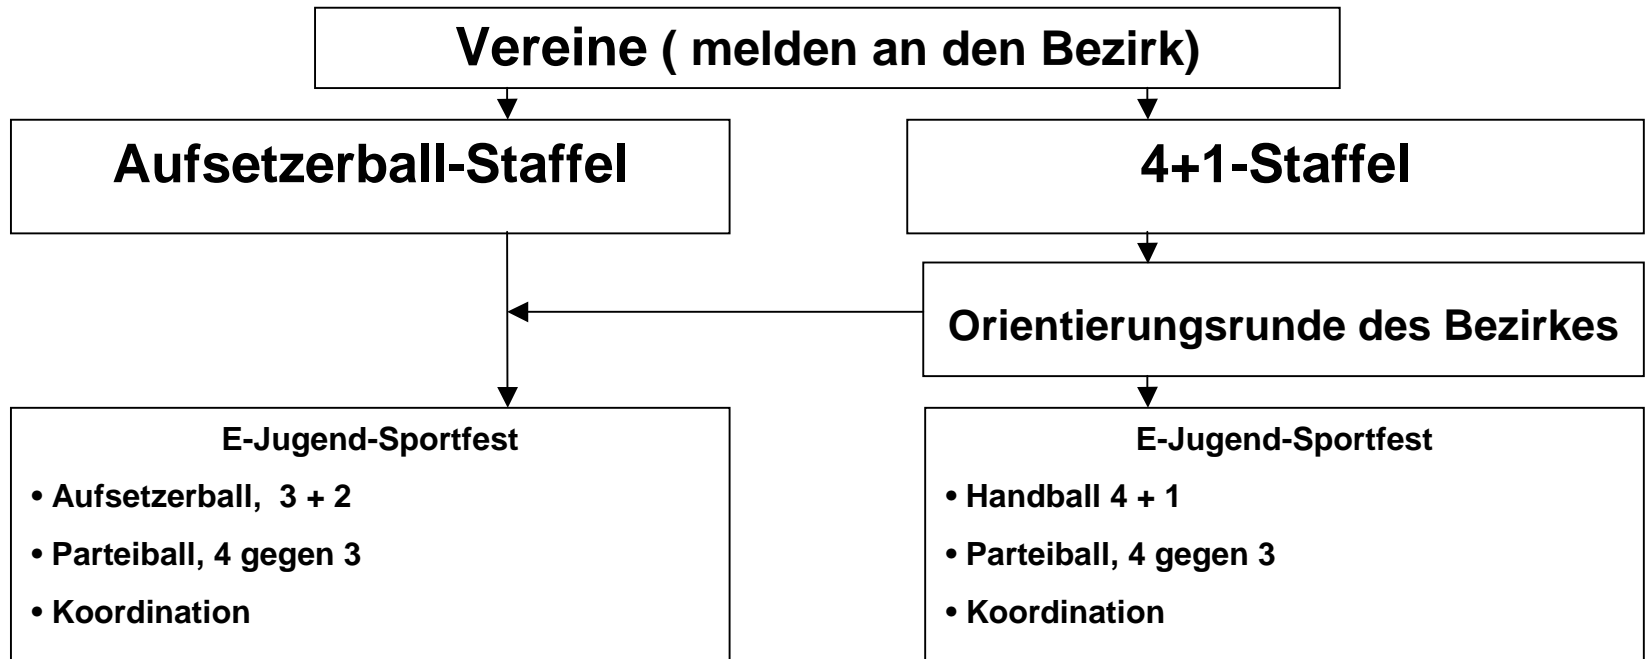 Vereine ( melden an den Bezirk)
Aufsetzerball-Staffel
4+1-Staffel
Orientierungsrunde des Bezirkes
E-Jugend-Sportfest
• Aufsetzerball, 3 + 2
• Parteiball, 4 gegen 3
• Koordination
E-Jugend-Sportfest
• Handball 4 + 1
• Parteiball, 4 gegen 3
• Koordination